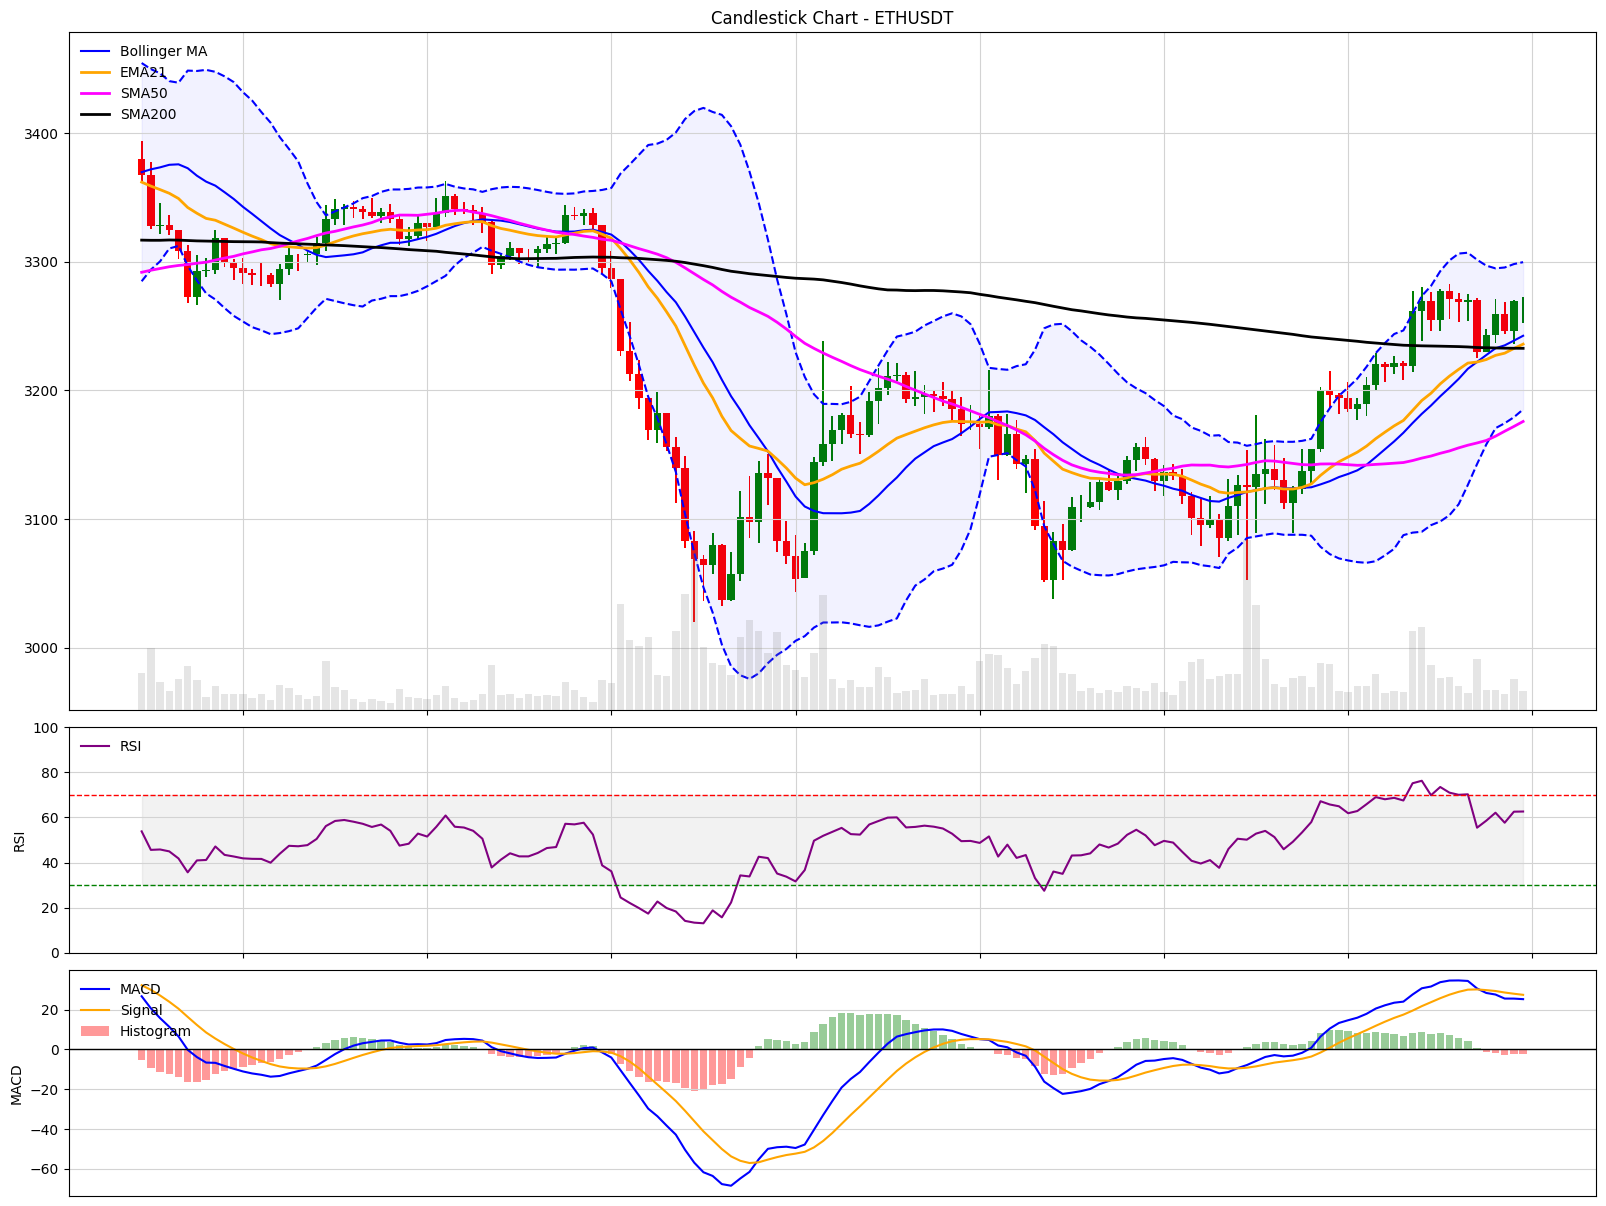 Candlestick Chart - ETHUSDT
Bollinger MA
EMA21
SMA50
SMA200
3400
3300
3200
3100
3000
RSI
RSI
100
80
60
40
20
0
MACD
Signal
Histogram
MACD
20
0
−20
−40
−60